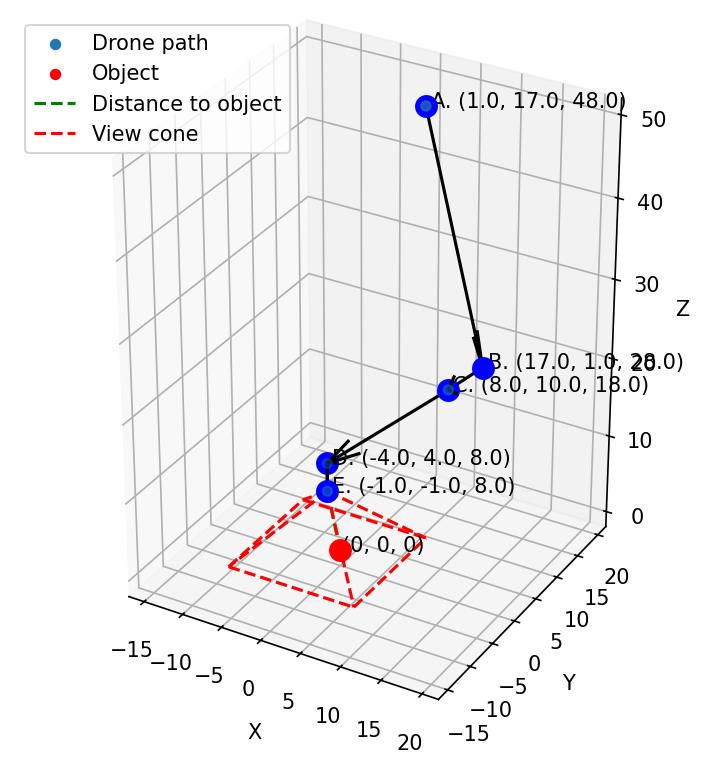 Drone path
Object
Distance to object
View cone
A. (1.0, 17.0, 48.0)
B. (17.0, 1.0, 28.0)
C. (8.0, 10.0, 18.0)
D. (-4.0, 4.0, 8.0)
E. (-1.0, -1.0, 8.0)
(0, 0, 0)
50
40
30
Z
20
10
0
−15
−10
−5
0
5
10
15
20
X
20
15
10
5
0
−5
−10
−15
Y